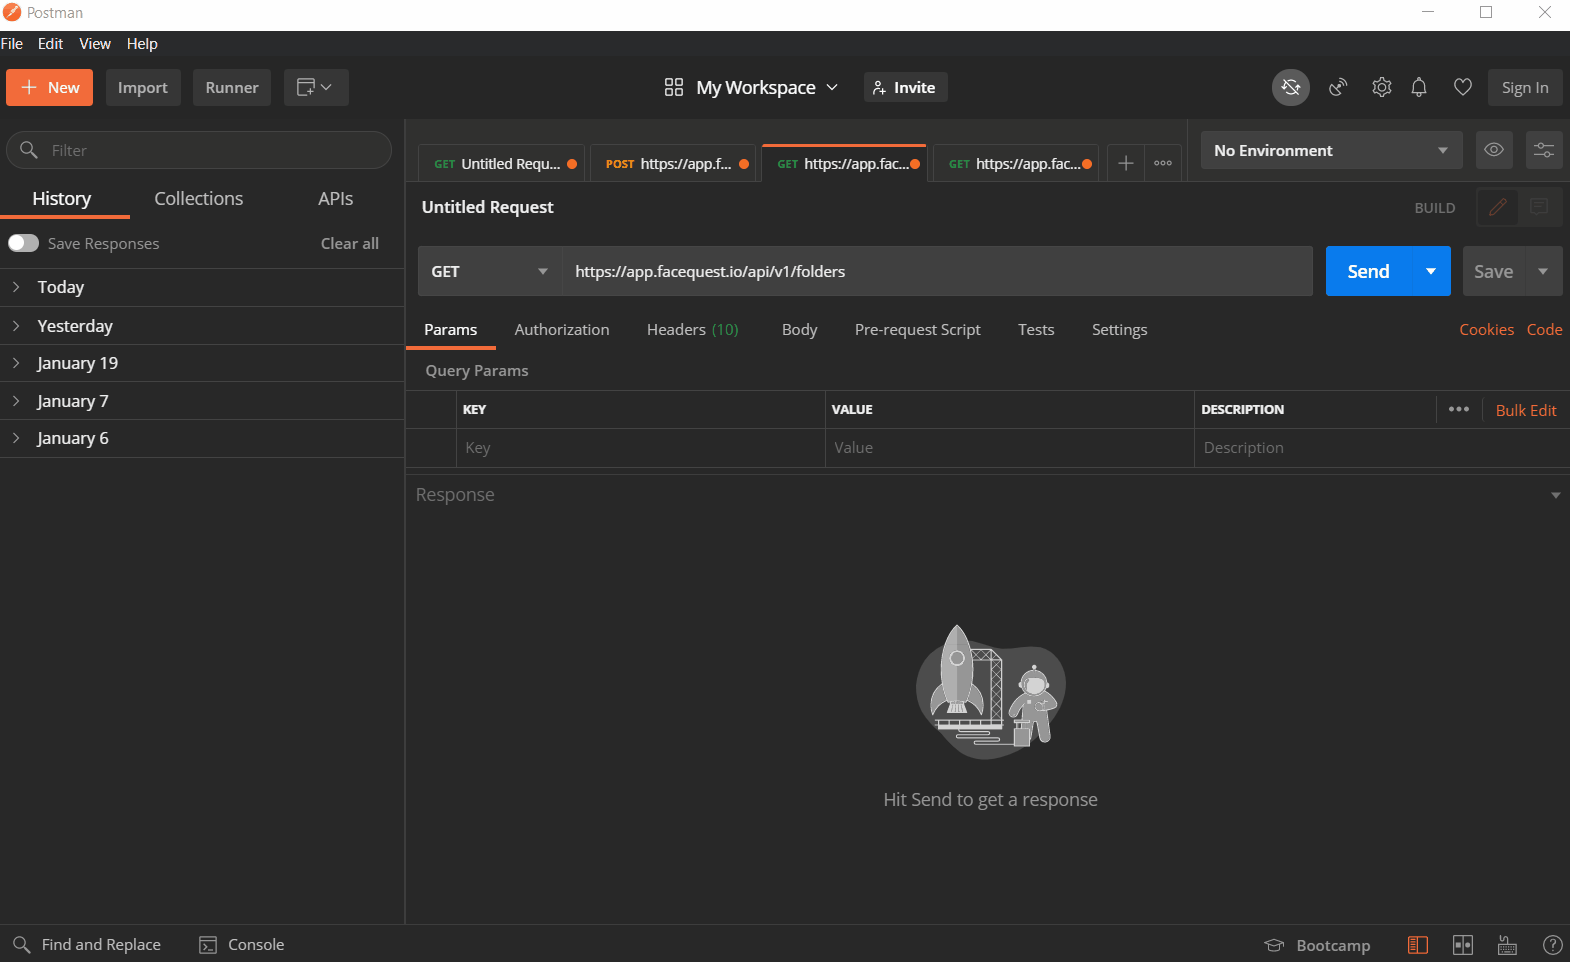 Postman
File Edit View Help
New Import Runner My Workspace Invite Sign In
Filter
GET Untitled Requ... POST https://app.f... GET https://app.fac... GET https://app.fac... No Environment
History Collections APIs
Untitled Request BUILD
Save Responses Clear all
GET https://app.facequest.io/api/v1/folders Send Save
Today
Yesterday
January 19
January 7
January 6
Params Authorization Headers (10) Body Pre-request Script Tests Settings Cookies Code
Query Params
KEY VALUE DESCRIPTION Bulk Edit
Key Value Description
Response
Hit Send to get a response
Find and Replace Console Bootcamp